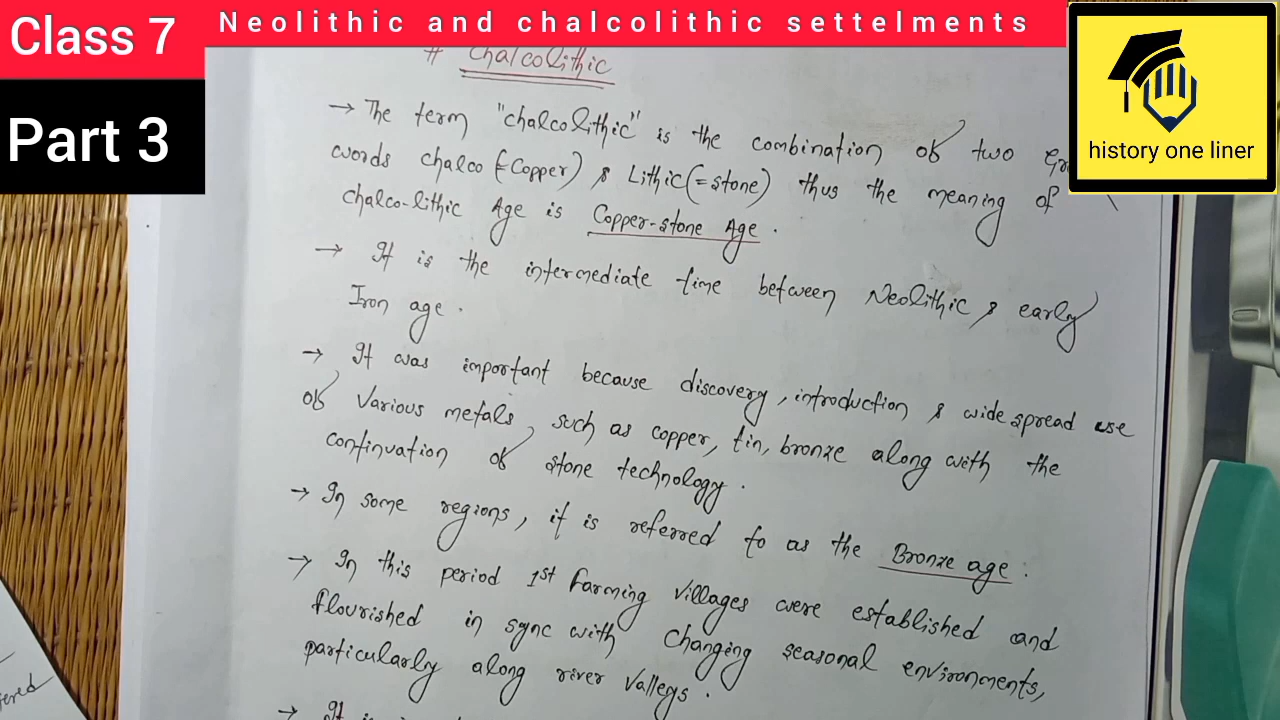 Class 7
Neolithic and chalcolithic settelments
Part 3
history one liner
# Chalcolithic
→ The term "chalcolithic" is the combination of two
words chalco (=Copper) & Lithic(=stone) thus the meaning of
chalco-lithic Age is Copper-stone Age.
→ It is the intermediate time between Neolithic & early
Iron age.
→ It was important because discovery, introduction & wide spread use
of various metals, such as copper, tin, bronze along with the
continuation of stone technology.
→ In some regions, it is referred to as the Bronze age.
→ In this period 1st farming villages were established and
flourished in sync with changing seasonal environments,
particularly along river valleys.
→ It is